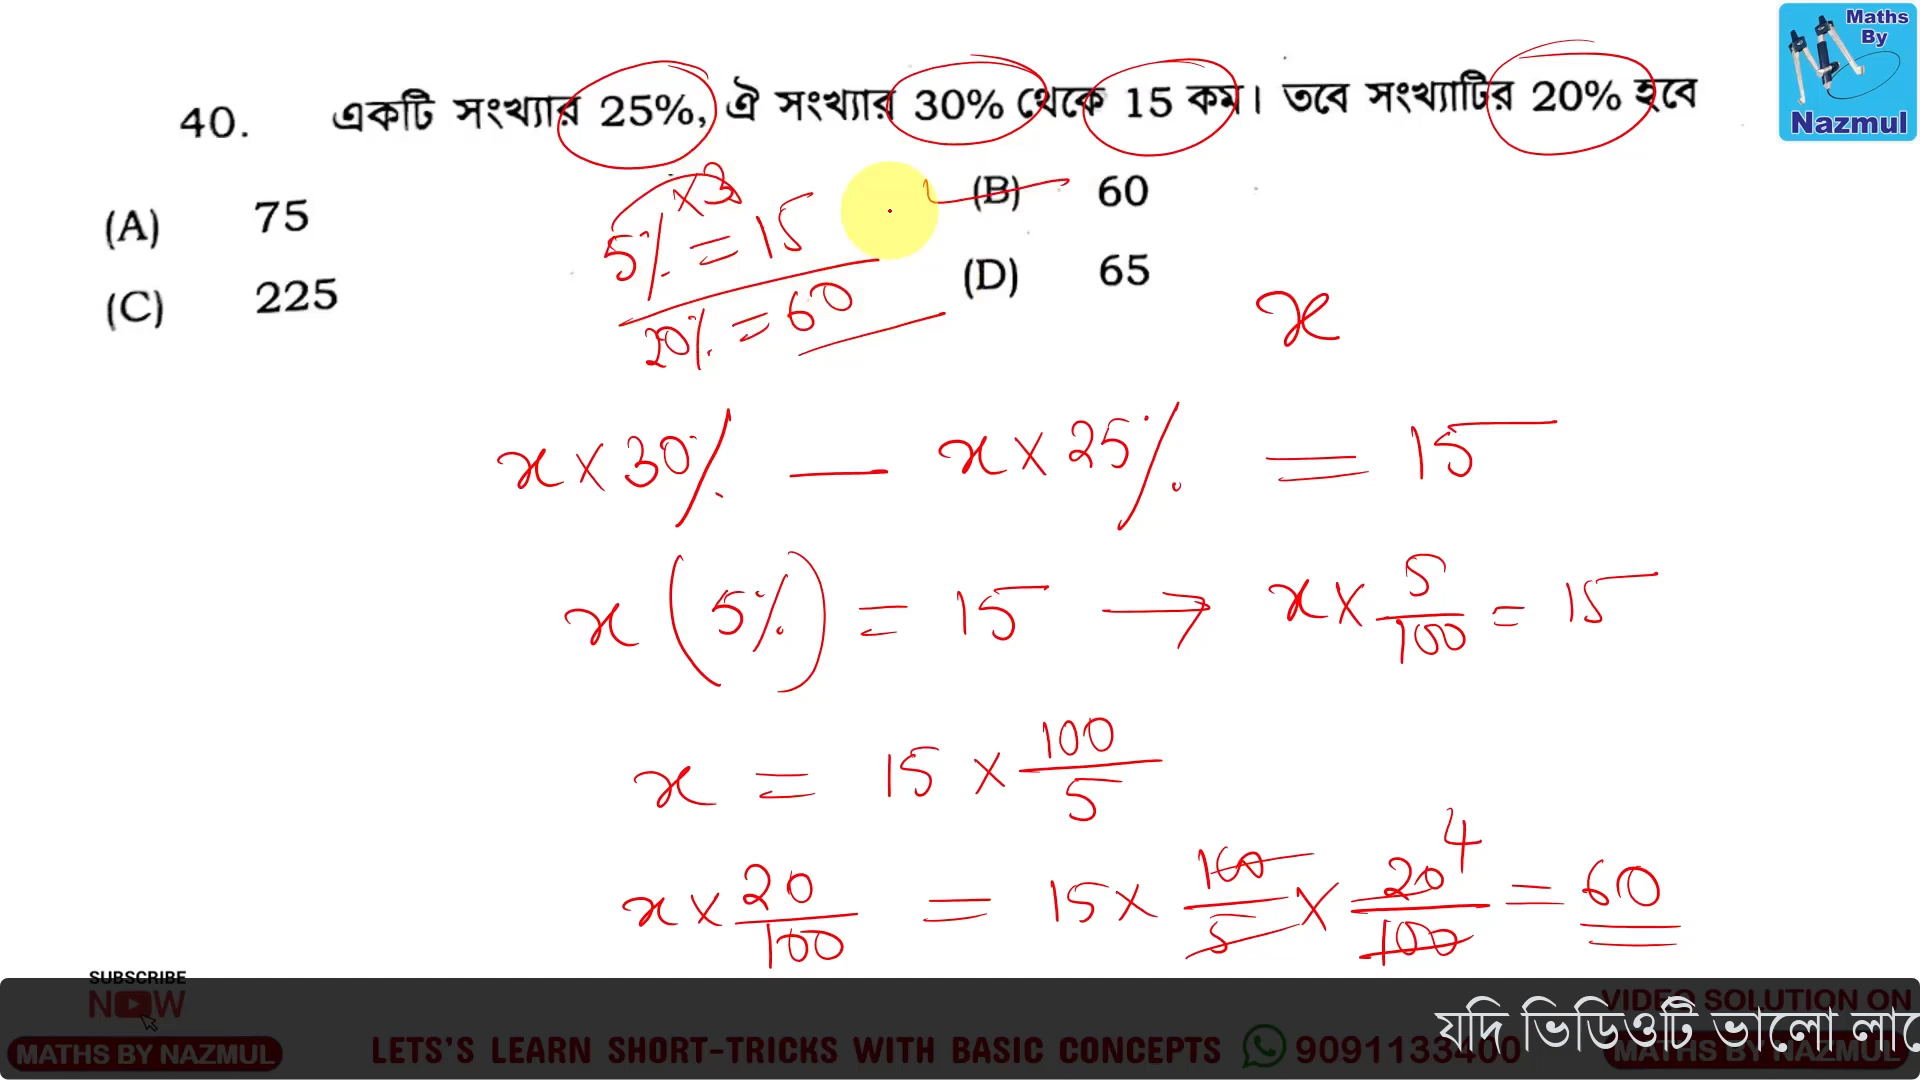 Maths
By
Nazmul
40. একটি সংখ্যার 25%, ঐ সংখ্যার 30% থেকে 15 কম। তবে সংখ্যাটির 20% হবে
(A) 75
(B) 60
(C) 225
(D) 65
×3
5% = 15
20% = 60
x
x × 30% — x × 25% = 15
x (5%) = 15 → x × 5/100 = 15
x = 15 × 100/5
x × 20/100 = 15 × 100/5 × 20/100 = 60
4
SUBSCRIBE
NOW
MATHS BY NAZMUL
LETS'S LEARN SHORT-TRICKS WITH BASIC CONCEPTS 9091133400
VIDEO SOLUTION ON
MATHS BY NAZMUL
যদি ভিডিওটি ভালো